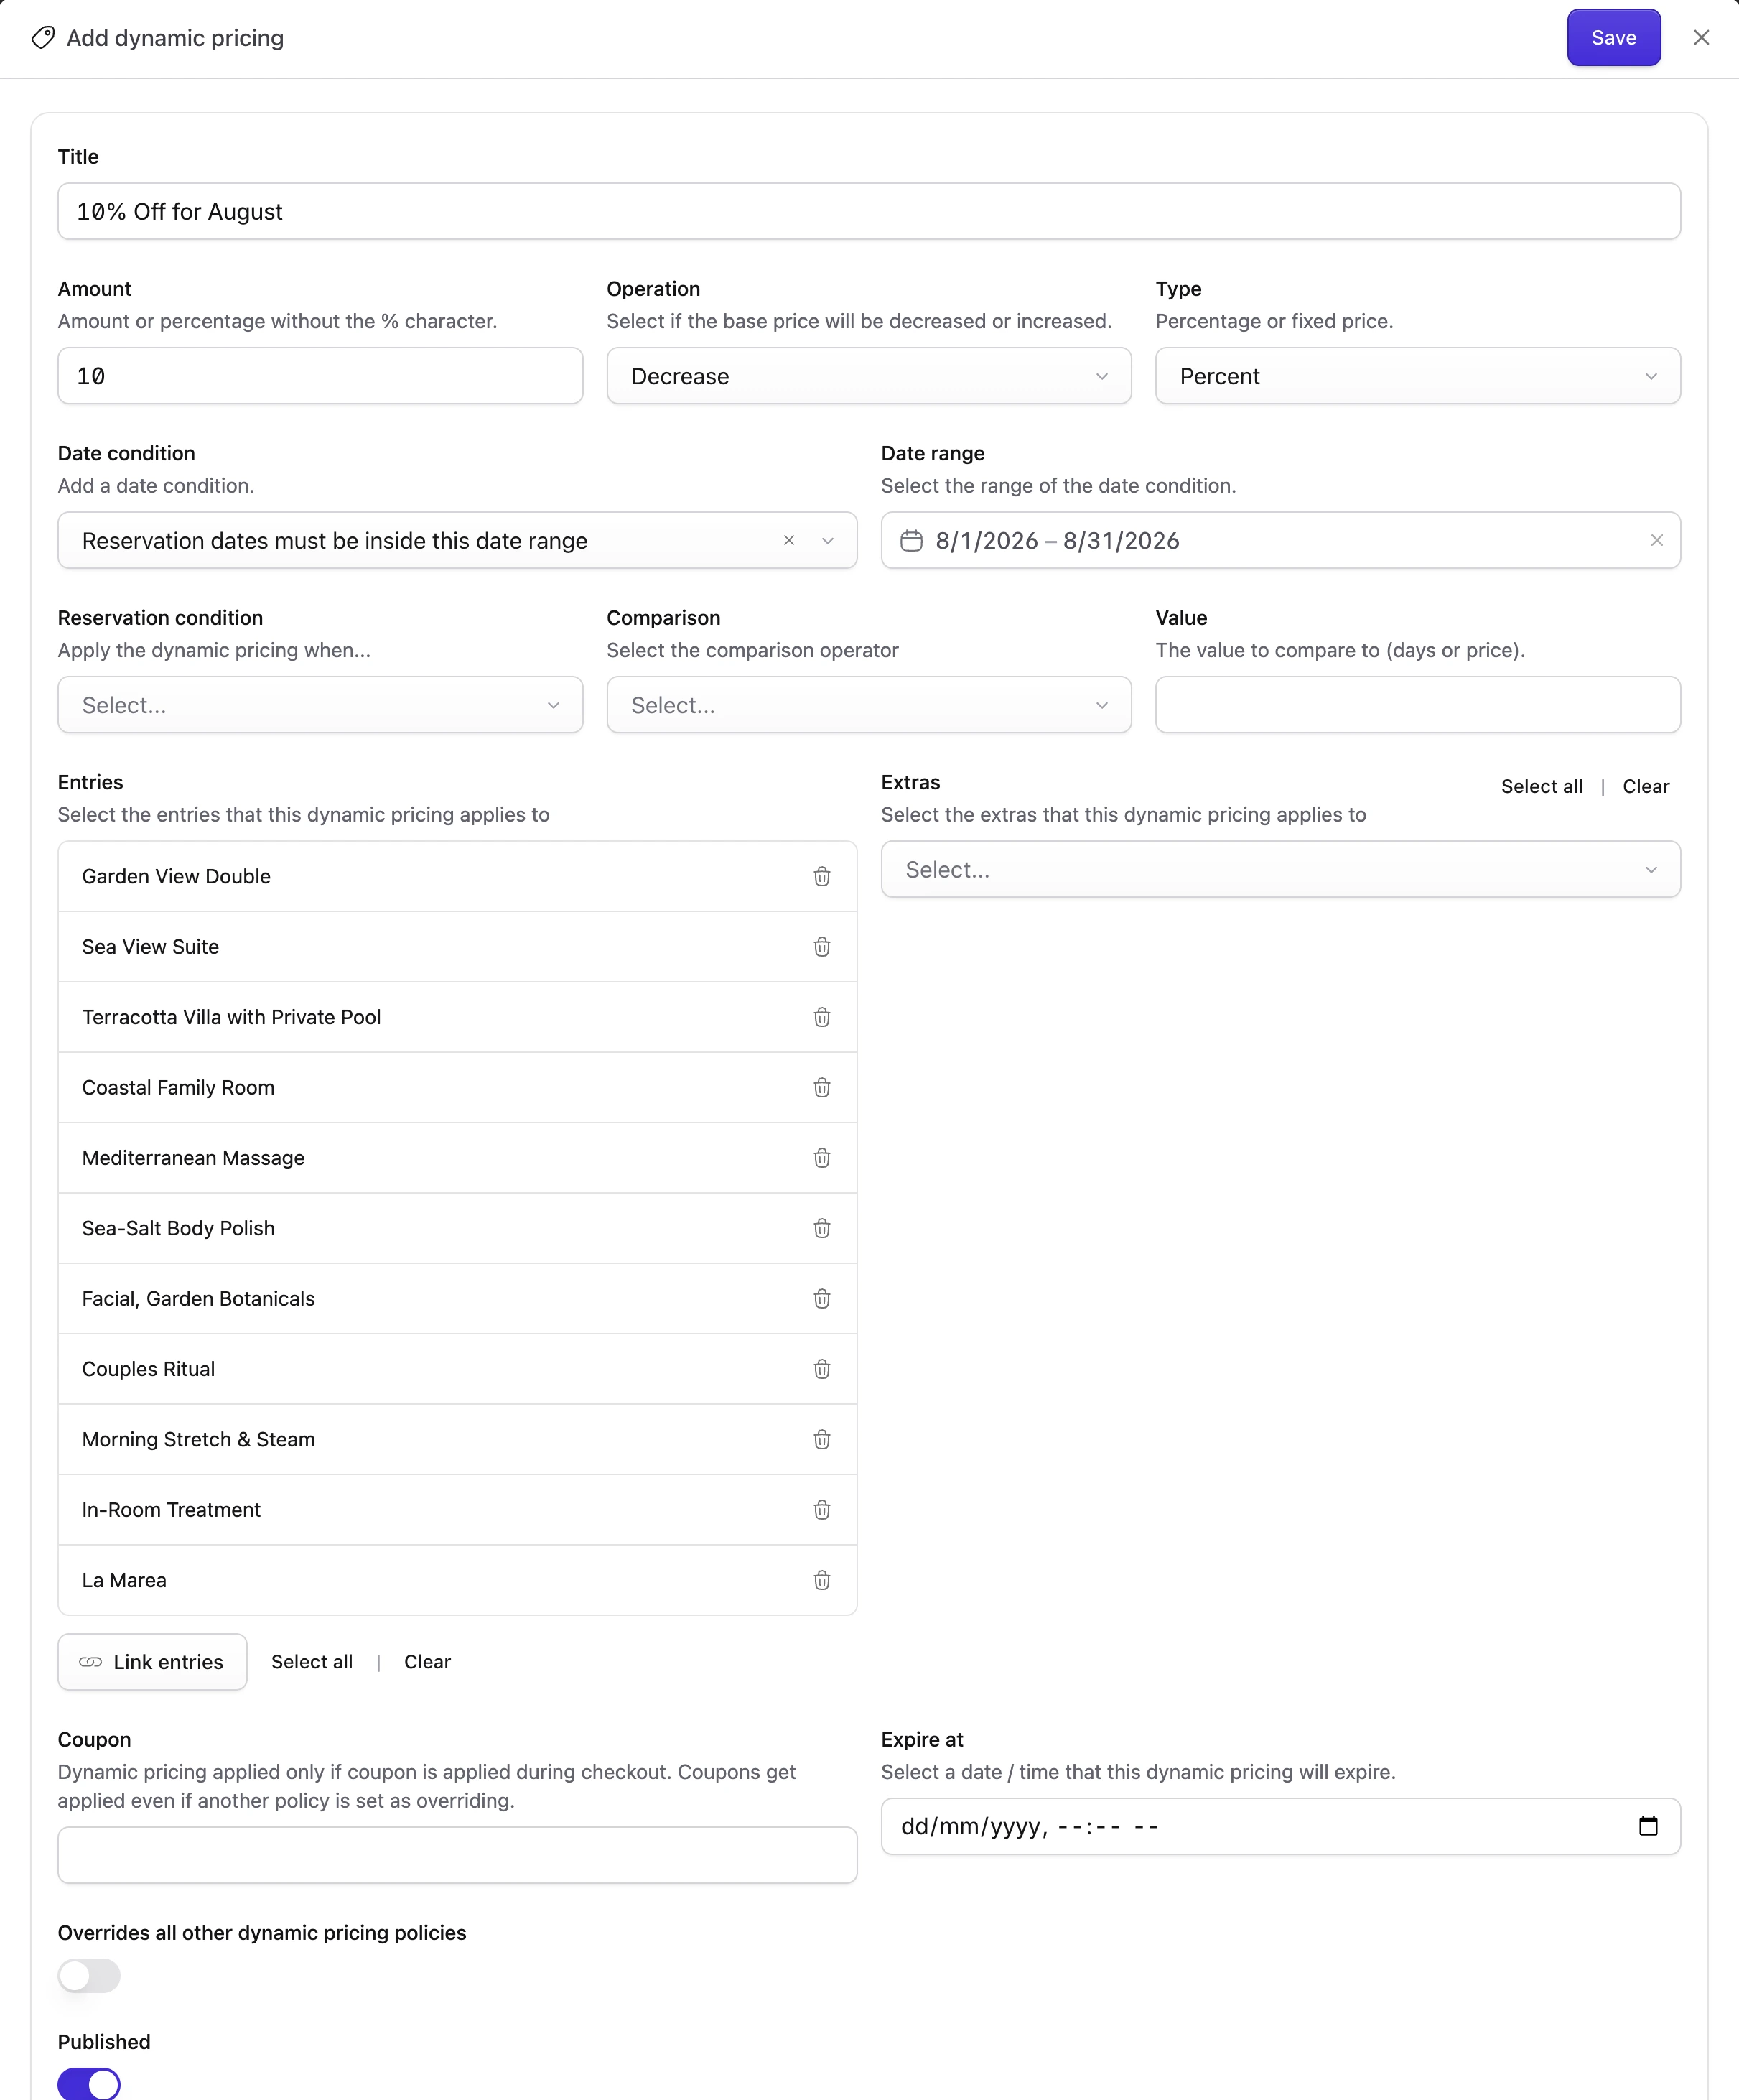 Add dynamic pricing
Save
Title
10% Off for August
Amount
Operation
Type
Amount or percentage without the % character.
Select if the base price will be decreased or increased.
Percentage or fixed price.
10
Decrease
Percent
Date condition
Date range
Add a date condition.
Select the range of the date condition.
Reservation dates must be inside this date range
8/1/2026 – 8/31/2026
Reservation condition
Comparison
Value
Apply the dynamic pricing when...
Select the comparison operator
The value to compare to (days or price).
Select...
Select...
Entries
Extras
Select all | Clear
Select the entries that this dynamic pricing applies to
Select the extras that this dynamic pricing applies to
Select...
Garden View Double
Sea View Suite
Terracotta Villa with Private Pool
Coastal Family Room
Mediterranean Massage
Sea-Salt Body Polish
Facial, Garden Botanicals
Couples Ritual
Morning Stretch & Steam
In-Room Treatment
La Marea
Link entries
Select all | Clear
Coupon
Expire at
Dynamic pricing applied only if coupon is applied during checkout. Coupons get
applied even if another policy is set as overriding.
Select a date / time that this dynamic pricing will expire.
dd/mm/yyyy, --:-- --
Overrides all other dynamic pricing policies
Published